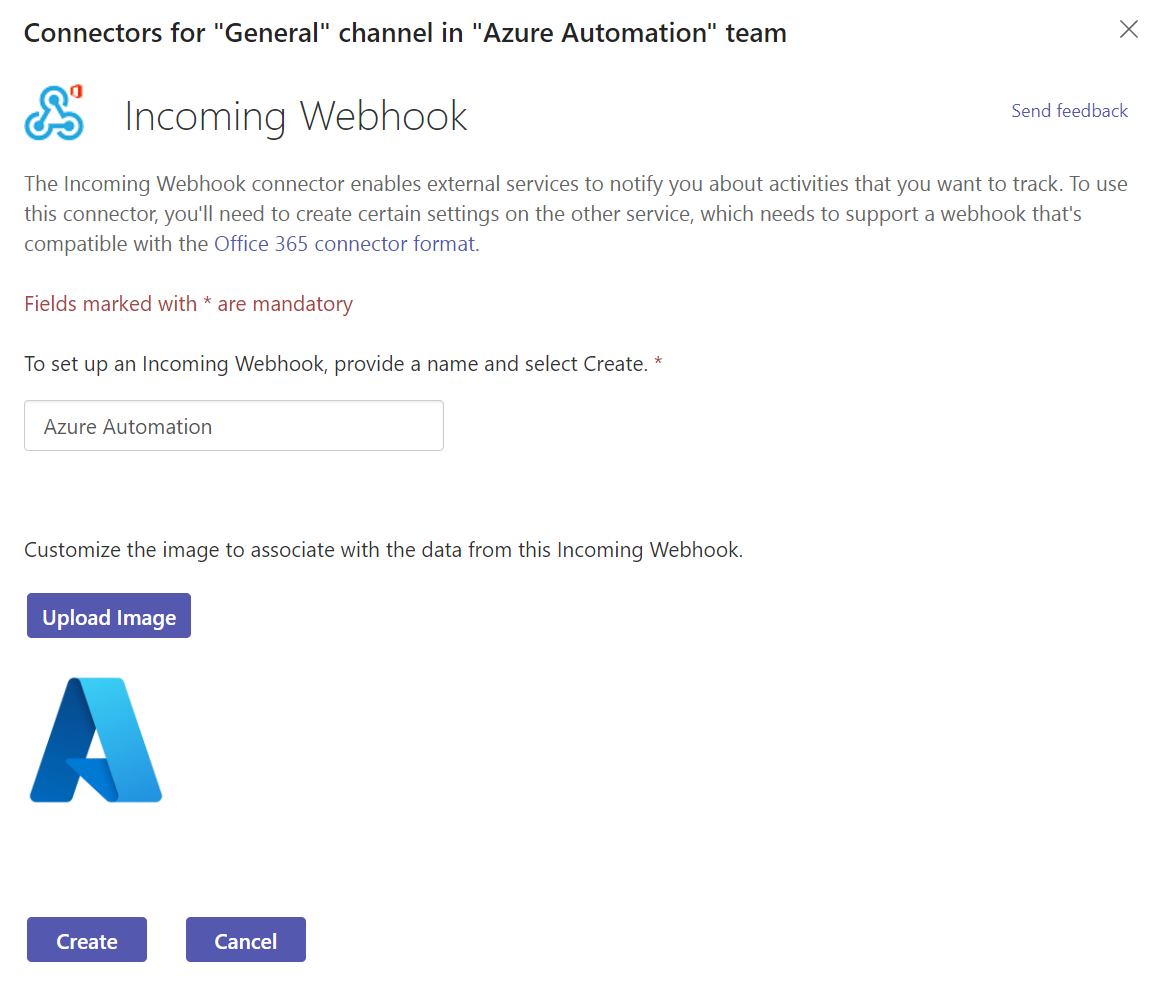 Connectors for "General" channel in "Azure Automation" team
Incoming Webhook
Send feedback
The Incoming Webhook connector enables external services to notify you about activities that you want to track. To use
this connector, you'll need to create certain settings on the other service, which needs to support a webhook that's
compatible with the Office 365 connector format.
Fields marked with * are mandatory
To set up an Incoming Webhook, provide a name and select Create. *
Azure Automation
Customize the image to associate with the data from this Incoming Webhook.
Upload Image
Create
Cancel